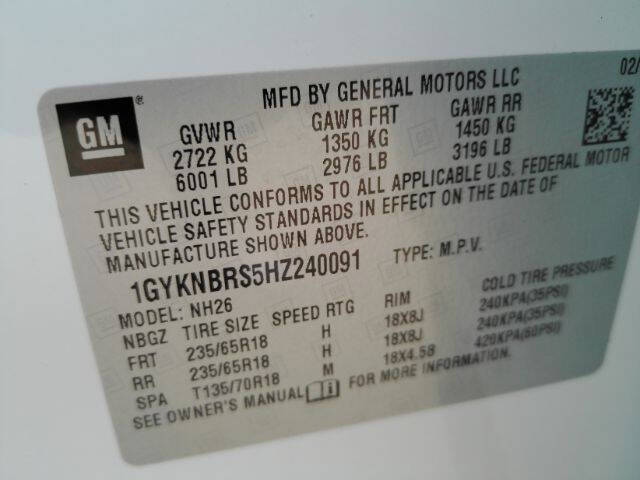 MFD BY GENERAL MOTORS LLC 02/
GM®
GVWR GAWR FRT GAWR RR
2722 KG 1350 KG 1450 KG
6001 LB 2976 LB 3196 LB
THIS VEHICLE CONFORMS TO ALL APPLICABLE U.S. FEDERAL MOTOR
VEHICLE SAFETY STANDARDS IN EFFECT ON THE DATE OF
MANUFACTURE SHOWN ABOVE.
1GYKNBRS5HZ240091 TYPE: M.P.V.
MODEL: NH26
NBGZ TIRE SIZE SPEED RTG RIM COLD TIRE PRESSURE
FRT 235/65R18 H 18X8J 240KPA(35PSI)
RR 235/65R18 H 18X8J 240KPA(35PSI)
SPA T135/70R18 M 18X4.5B 420KPA(60PSI)
SEE OWNER'S MANUAL i FOR MORE INFORMATION.